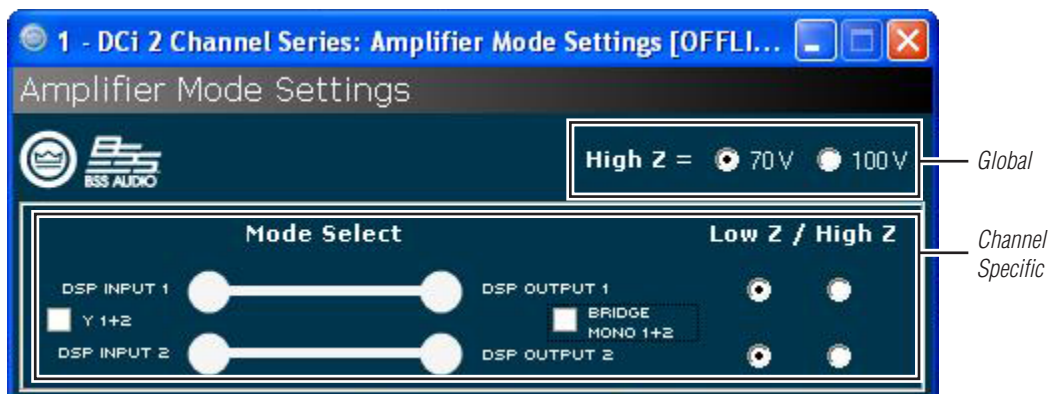 1 - DCi 2 Channel Series: Amplifier Mode Settings [OFFLI...
Amplifier Mode Settings
BSS AUDIO
High Z = 70V 100V
Global
Mode Select
Low Z / High Z
Channel
Specific
DSP INPUT 1
DSP OUTPUT 1
Y 1+2
BRIDGE
MONO 1+2
DSP INPUT 2
DSP OUTPUT 2